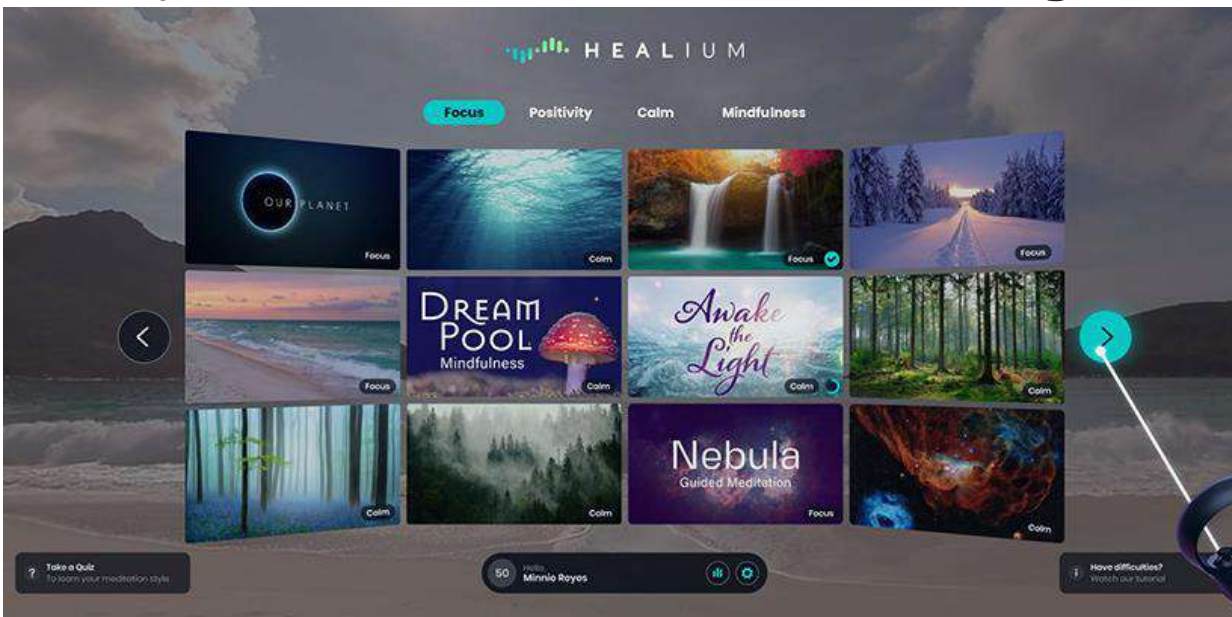 HEALIUM
Focus Positivity Calm Mindfulness
OUR PLANET
Focus
Calm
Focus
Focus
Focus
DREAM
POOL
Mindfulness
Calm
Awake
the
Light
Calm
Calm
Calm
Calm
Nebula
Guided Meditation
Focus
Calm
? Take a Quiz
To learn your meditation style
50
Hello,
Minnie Reyes
i Have difficulties?
Watch our tutorial